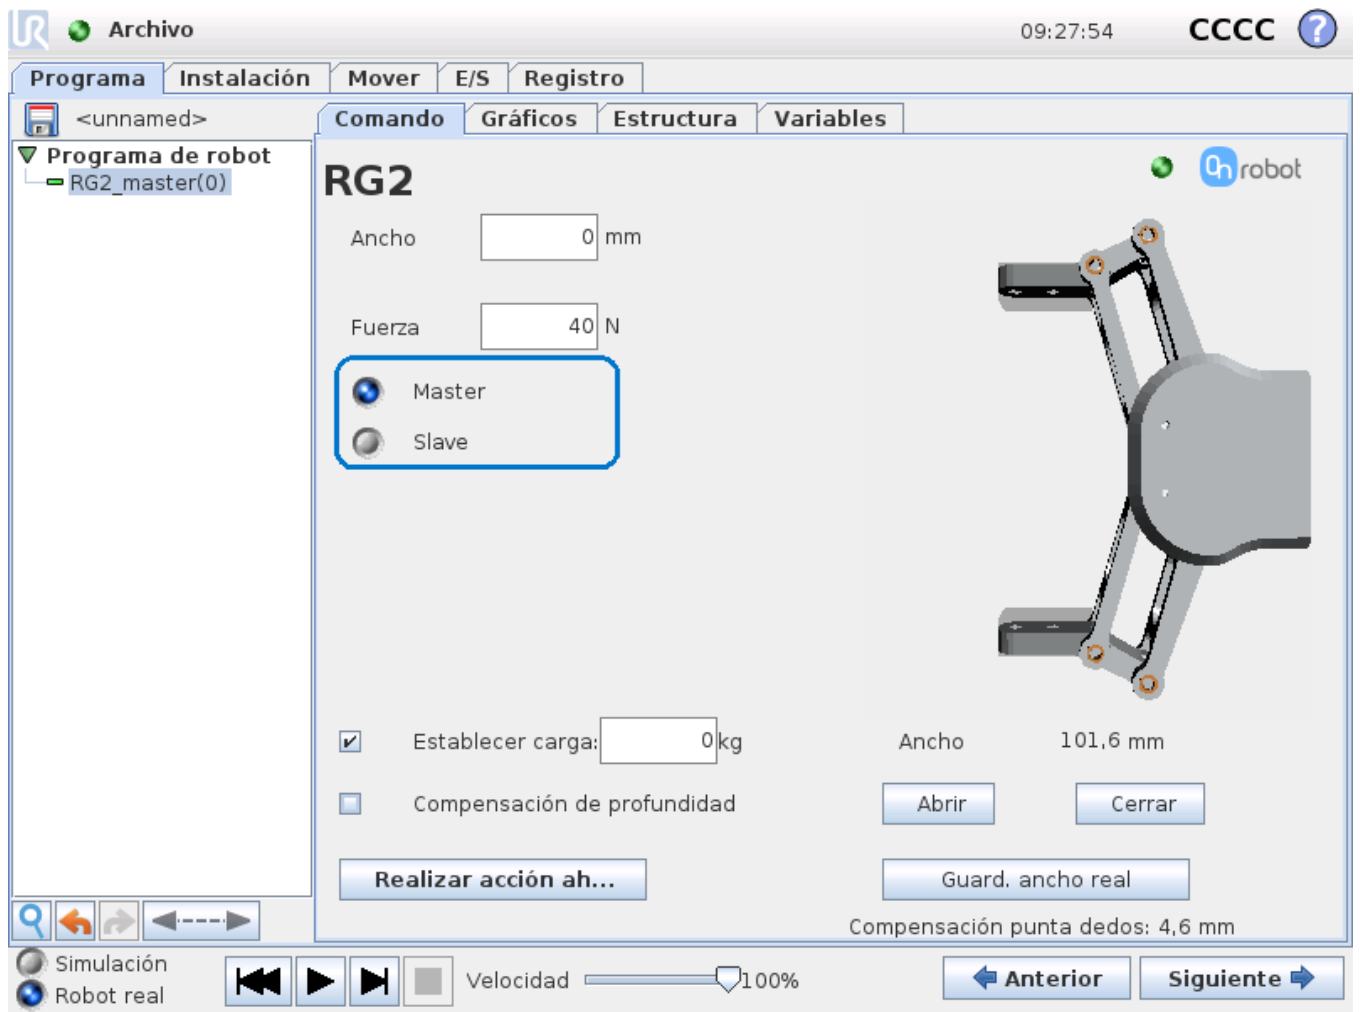 UR Archivo 09:27:54 CCCC ?
Programa Instalación Mover E/S Registro
<unnamed> Comando Gráficos Estructura Variables
Programa de robot
RG2_master(0)
RG2
On robot
Ancho 0 mm
Fuerza 40 N
Master
Slave
Establecer carga: 0 kg Ancho 101,6 mm
Compensación de profundidad Abrir Cerrar
Realizar acción ah... Guard. ancho real
Compensación punta dedos: 4,6 mm
Simulación
Robot real
Velocidad 100% Anterior Siguiente